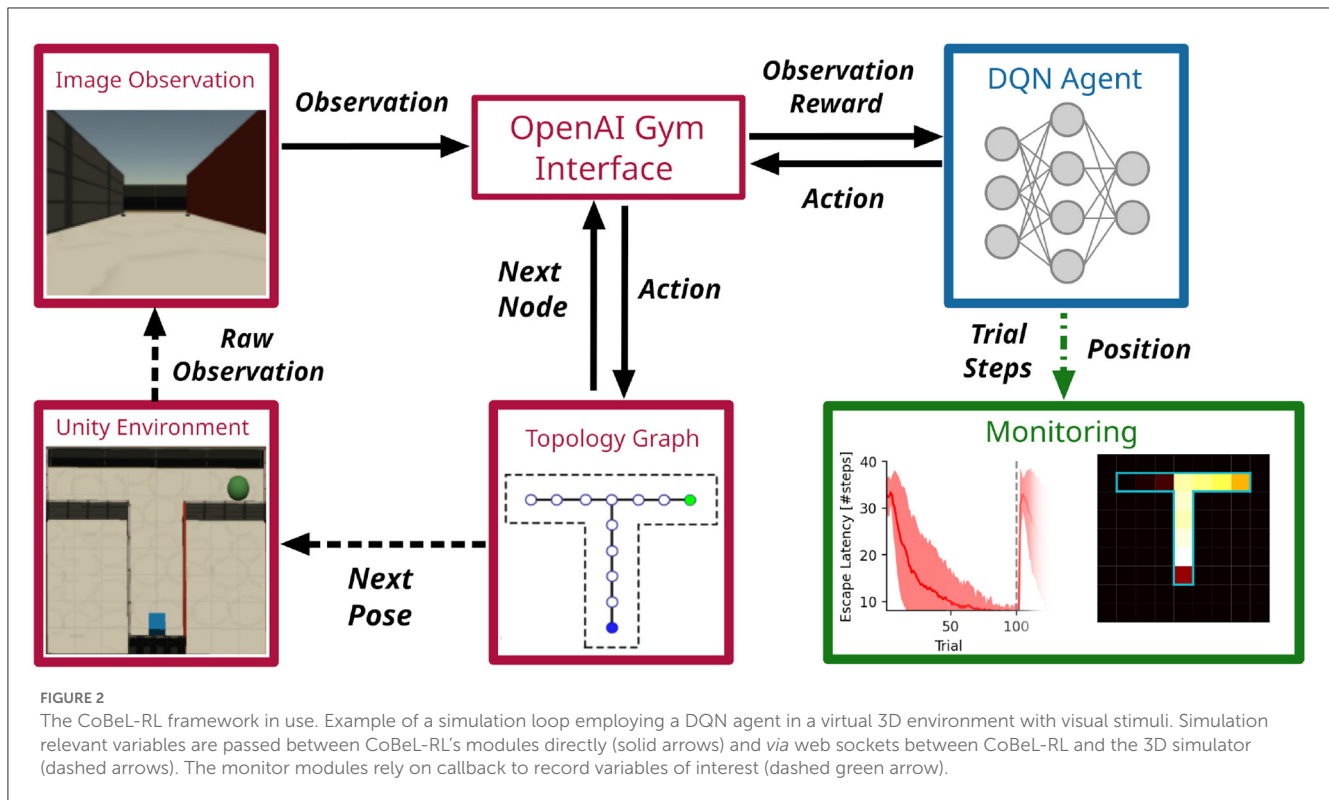 Image Observation
Observation
OpenAI Gym
Interface
Observation
Reward
Action
DQN Agent
Next
Node
Action
Raw
Observation
Trial
Steps
Position
Unity Environment
Next
Pose
Topology Graph
Monitoring
Escape Latency [#steps]
40
30
20
10
50
100
Trial
FIGURE 2
The CoBeL-RL framework in use. Example of a simulation loop employing a DQN agent in a virtual 3D environment with visual stimuli. Simulation
relevant variables are passed between CoBeL-RL’s modules directly (solid arrows) and via web sockets between CoBeL-RL and the 3D simulator
(dashed arrows). The monitor modules rely on callback to record variables of interest (dashed green arrow).